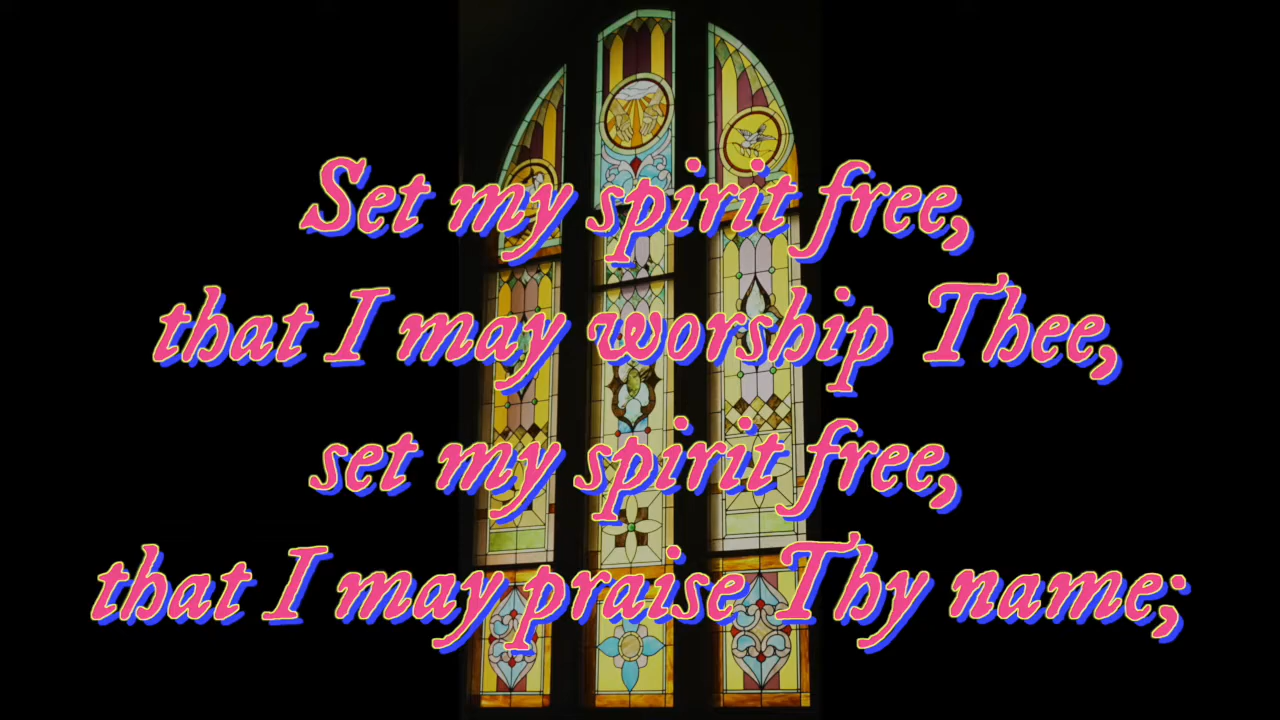 Set my spirit free,
that I may worship Thee,
set my spirit free,
that I may praise Thy name;